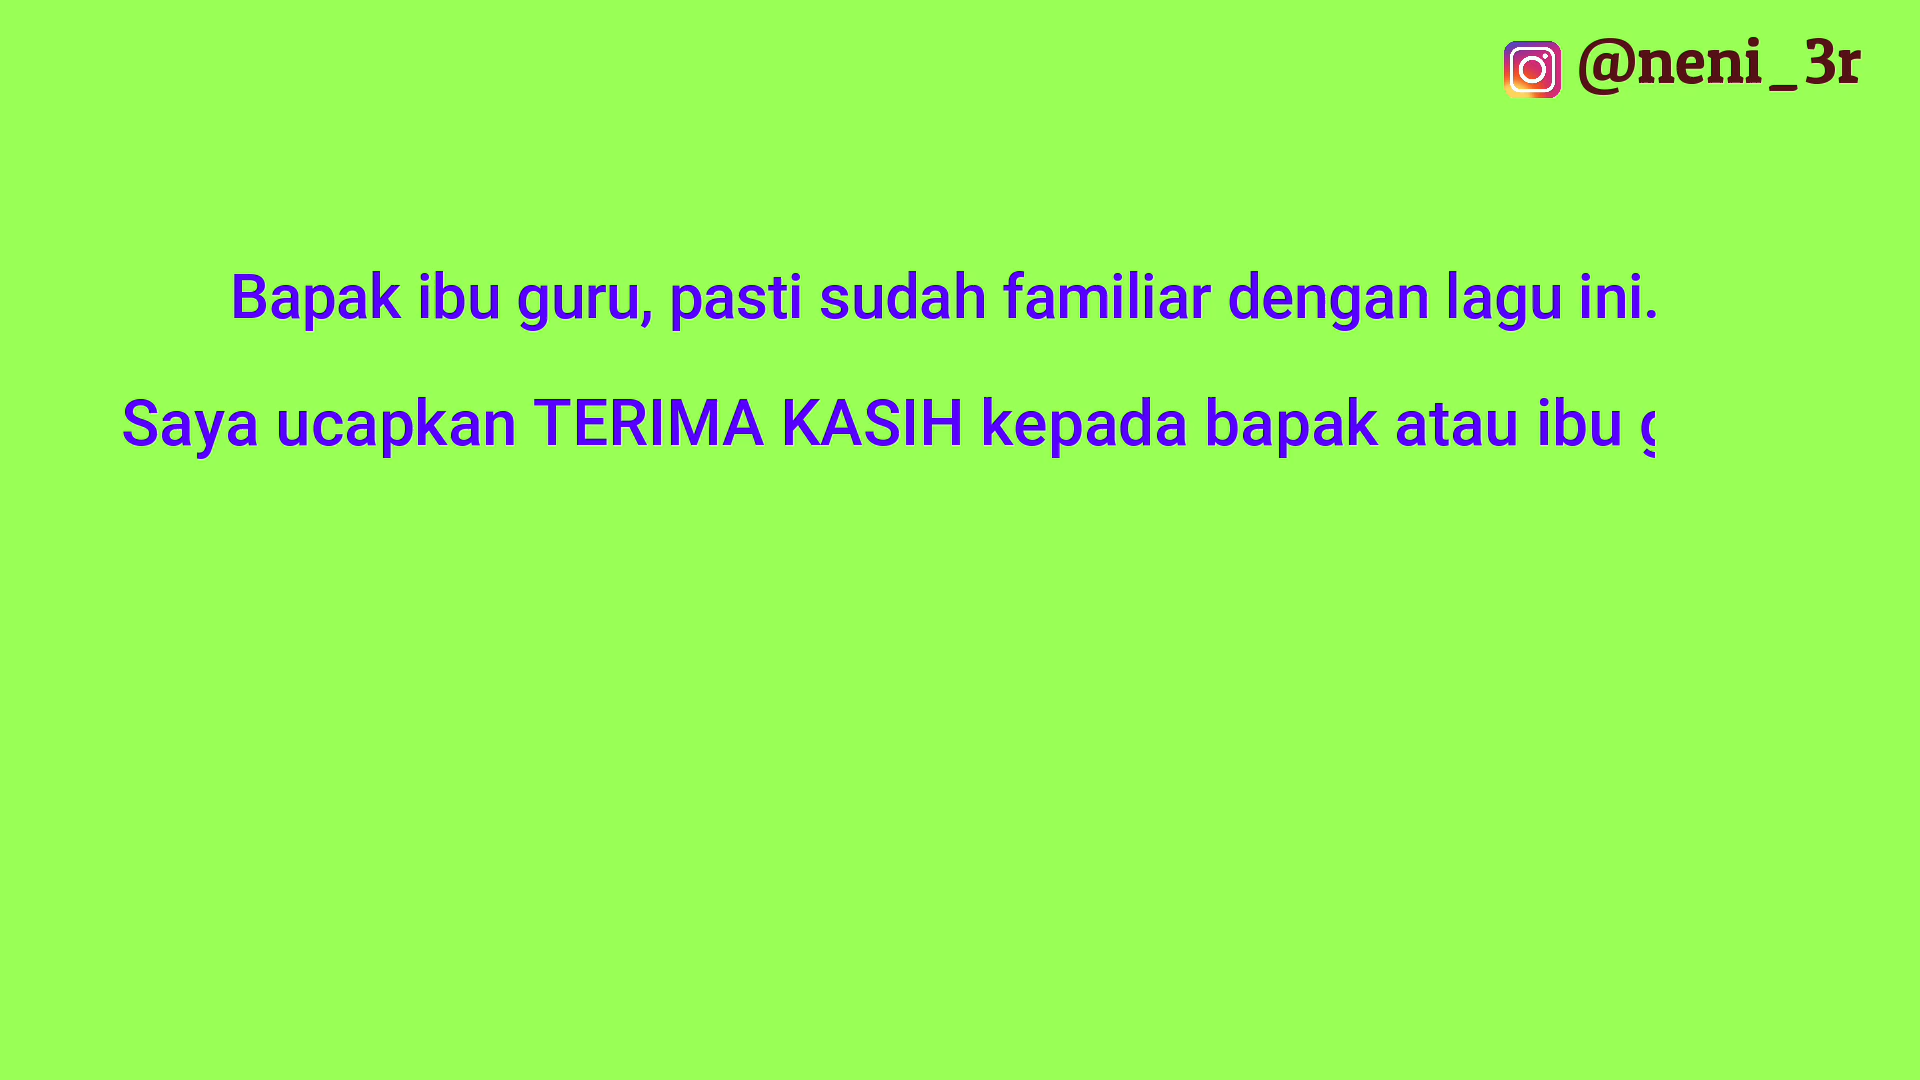 @neni_3r
Bapak ibu guru, pasti sudah familiar dengan lagu ini.
Saya ucapkan TERIMA KASIH kepada bapak atau ibu